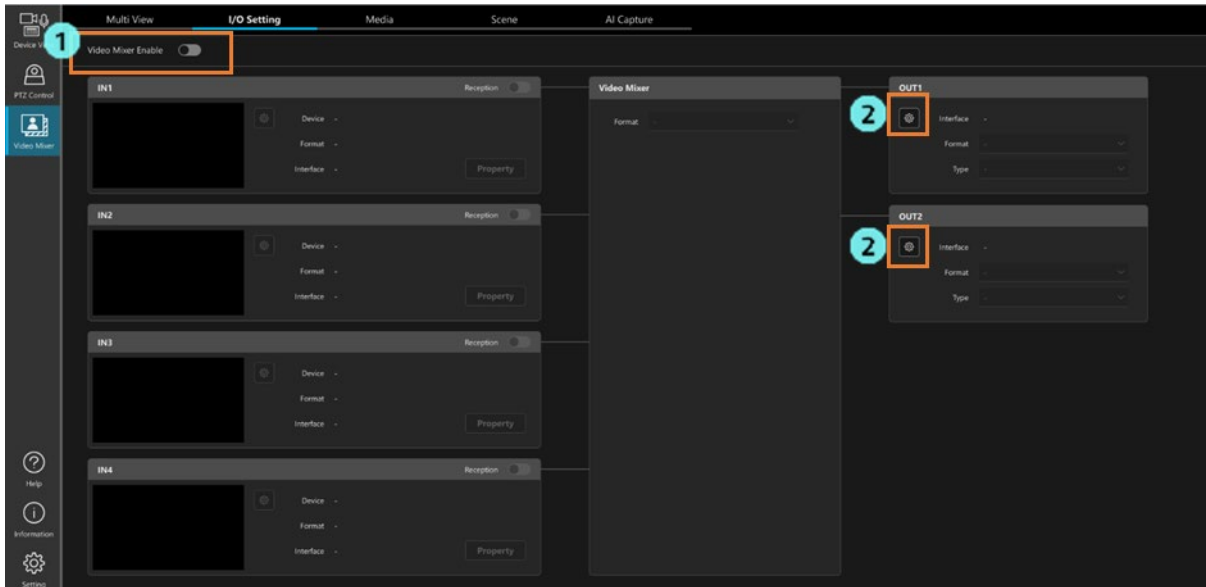 Multi View I/O Setting Media Scene AI Capture
Device V
1
Video Mixer Enable
PTZ Control
Video Mixer
Help
Information
Setting
IN1 Reception
Device -
Format -
Interface -
Property
IN2 Reception
Device -
Format -
Interface -
Property
IN3 Reception
Device -
Format -
Interface -
Property
IN4 Reception
Device -
Format -
Interface -
Property
Video Mixer
Format -
OUT1
2
Interface -
Format -
Type -
OUT2
2
Interface -
Format -
Type -